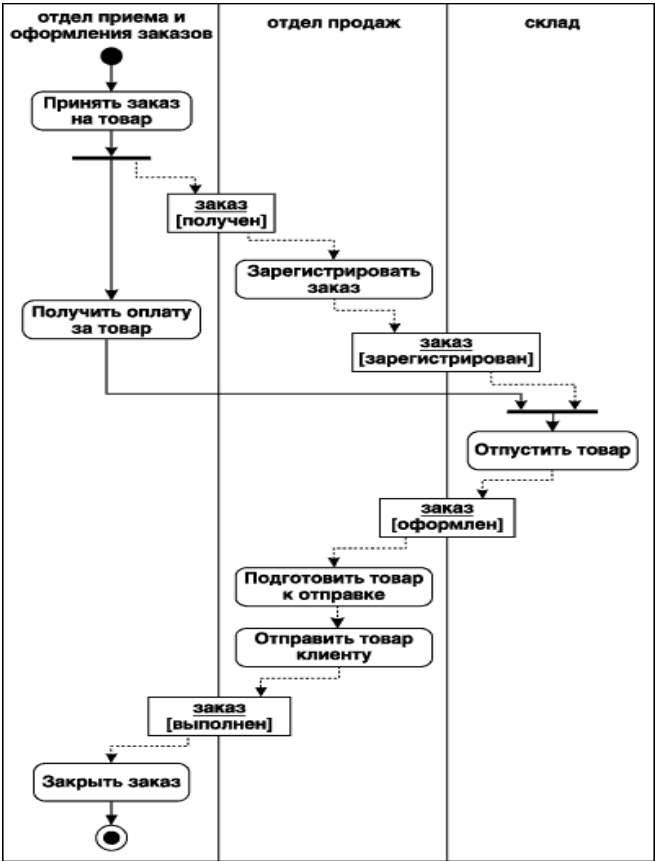 отдел приема и
оформления заказов
отдел продаж
склад
Принять заказ
на товар
заказ
[получен]
Зарегистрировать
заказ
Получить оплату
за товар
заказ
[зарегистрирован]
Отпустить товар
заказ
[оформлен]
Подготовить товар
к отправке
Отправить товар
клиенту
заказ
[выполнен]
Закрыть заказ